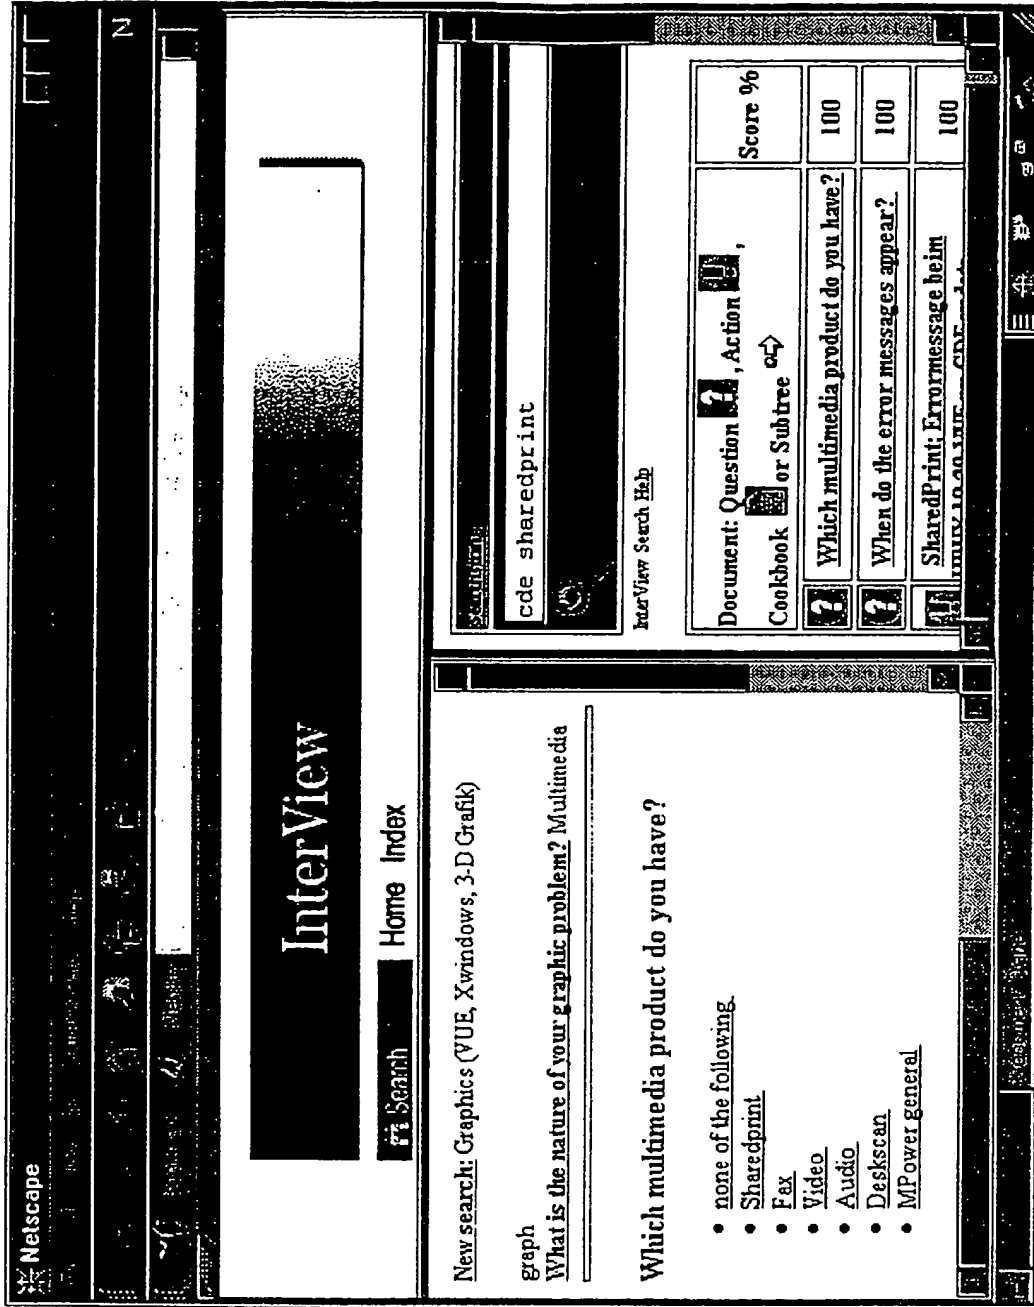 Netscape
N
InterView
Search Home Index
New search: Graphics (VUE, Xwindows, 3-D Grafik)
graph
What is the nature of your graphic problem? Multimedia
Which multimedia product do you have?
• none of the following.
• Sharedprint
• Fax
• Video
• Audio
• Deskscan
• MPower general
cde sharedprint
InterView Search Help
Document: Question ?, Action ,
Cookbook or Subtree
Score %
? Which multimedia product do you have? 100
? When do the error messages appear? 100
SharedPrint; Errormessage beim 100